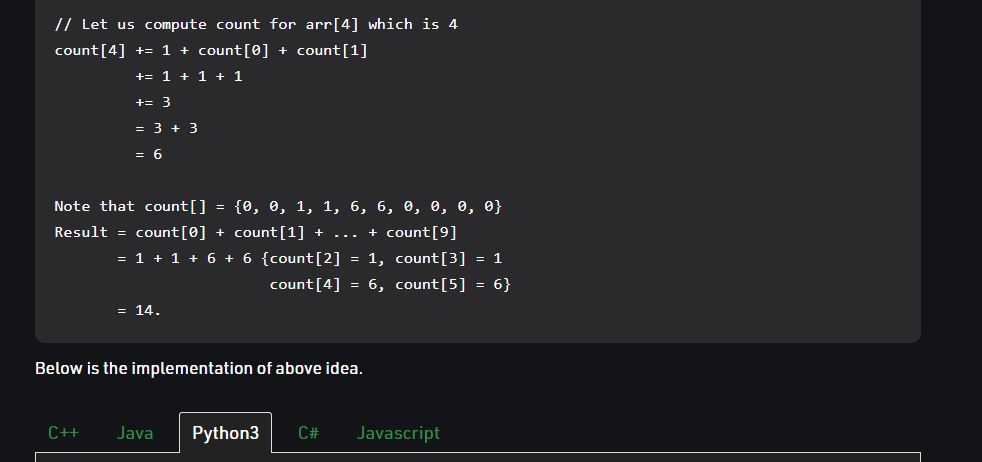 // Let us compute count for arr[4] which is 4
count[4] += 1 + count[0] + count[1]
+= 1 + 1 + 1
+= 3
= 3 + 3
= 6
Note that count[] = {0, 0, 1, 1, 6, 6, 0, 0, 0, 0}
Result = count[0] + count[1] + ... + count[9]
= 1 + 1 + 6 + 6 {count[2] = 1, count[3] = 1
count[4] = 6, count[5] = 6}
= 14.
Below is the implementation of above idea.
C++ Java Python3 C# Javascript